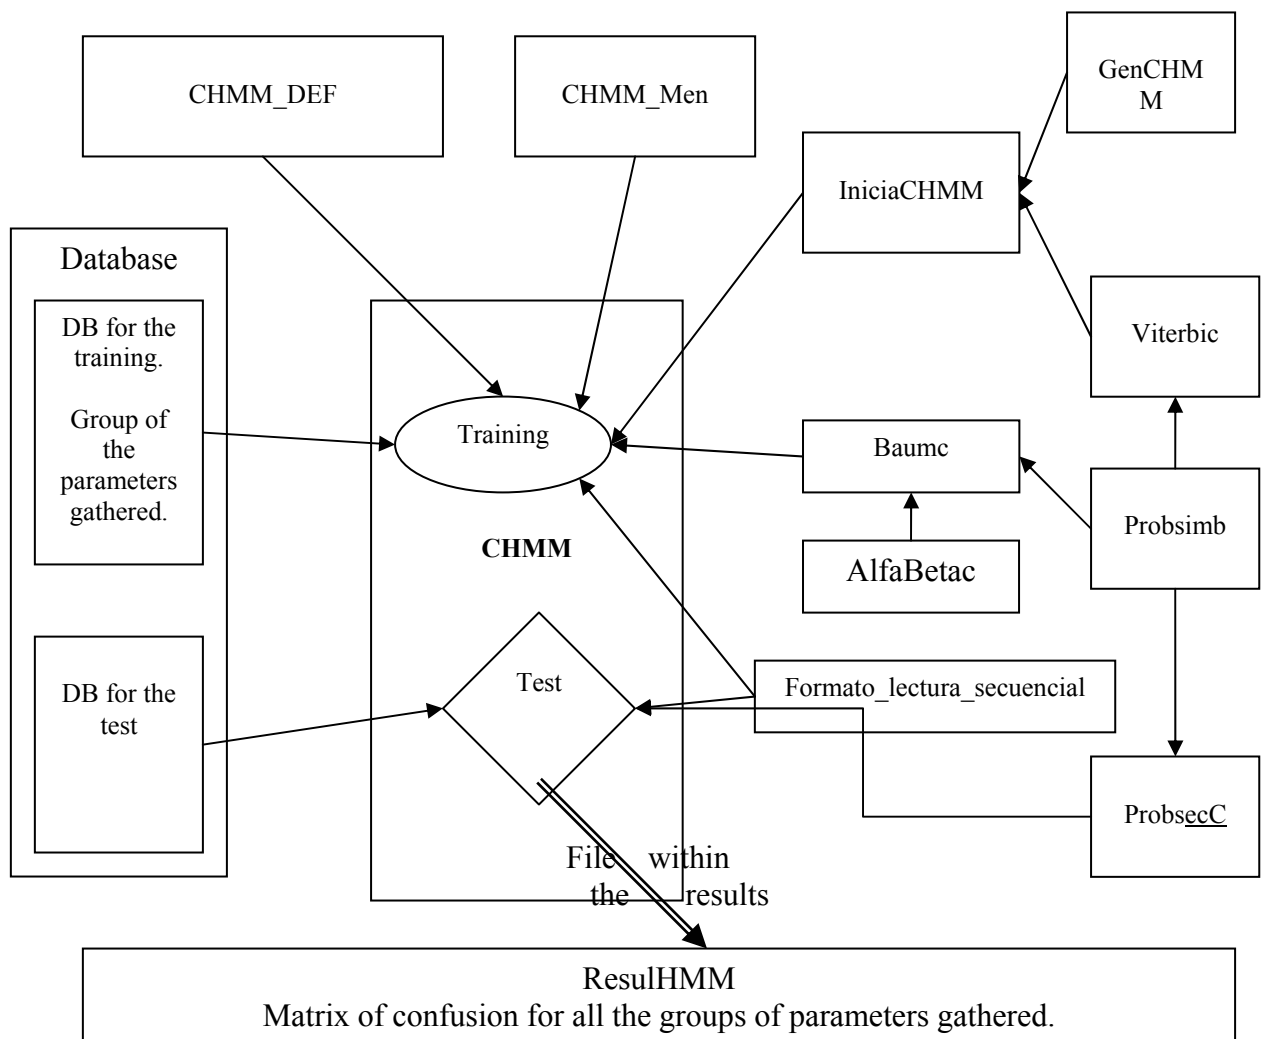 CHMM_DEF
CHMM_Men
GenCHM
M
IniciaCHMM
Database
DB for the
training.
Group of
the
parameters
gathered.
Viterbic
Training
Baumc
Probsimb
CHMM
AlfaBetac
DB for the
test
Test
Formato_lectura_secuencial
ProbsecC
File within
the results
ResulHMM
Matrix of confusion for all the groups of parameters gathered.